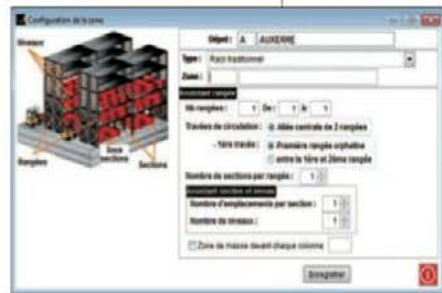 Configuration de la zone
Dépôt : A AUXERRE
Type : Rack traditionnel
Zone :
Niveaux
Rangées
Sous sections
Sections
Nb rangées : 1 De : 1 à 1
Travées de circulation : Allée centrale de 2 rangées
- 1ère travée : Première rangée orpheline
entre la 1ère et 2ème rangée
Nombre de sections par rangée : 1
Nombre d'emplacements par section : 1
Nombre de niveaux : 1
Zone de masse devant chaque colonne
Enregistrer